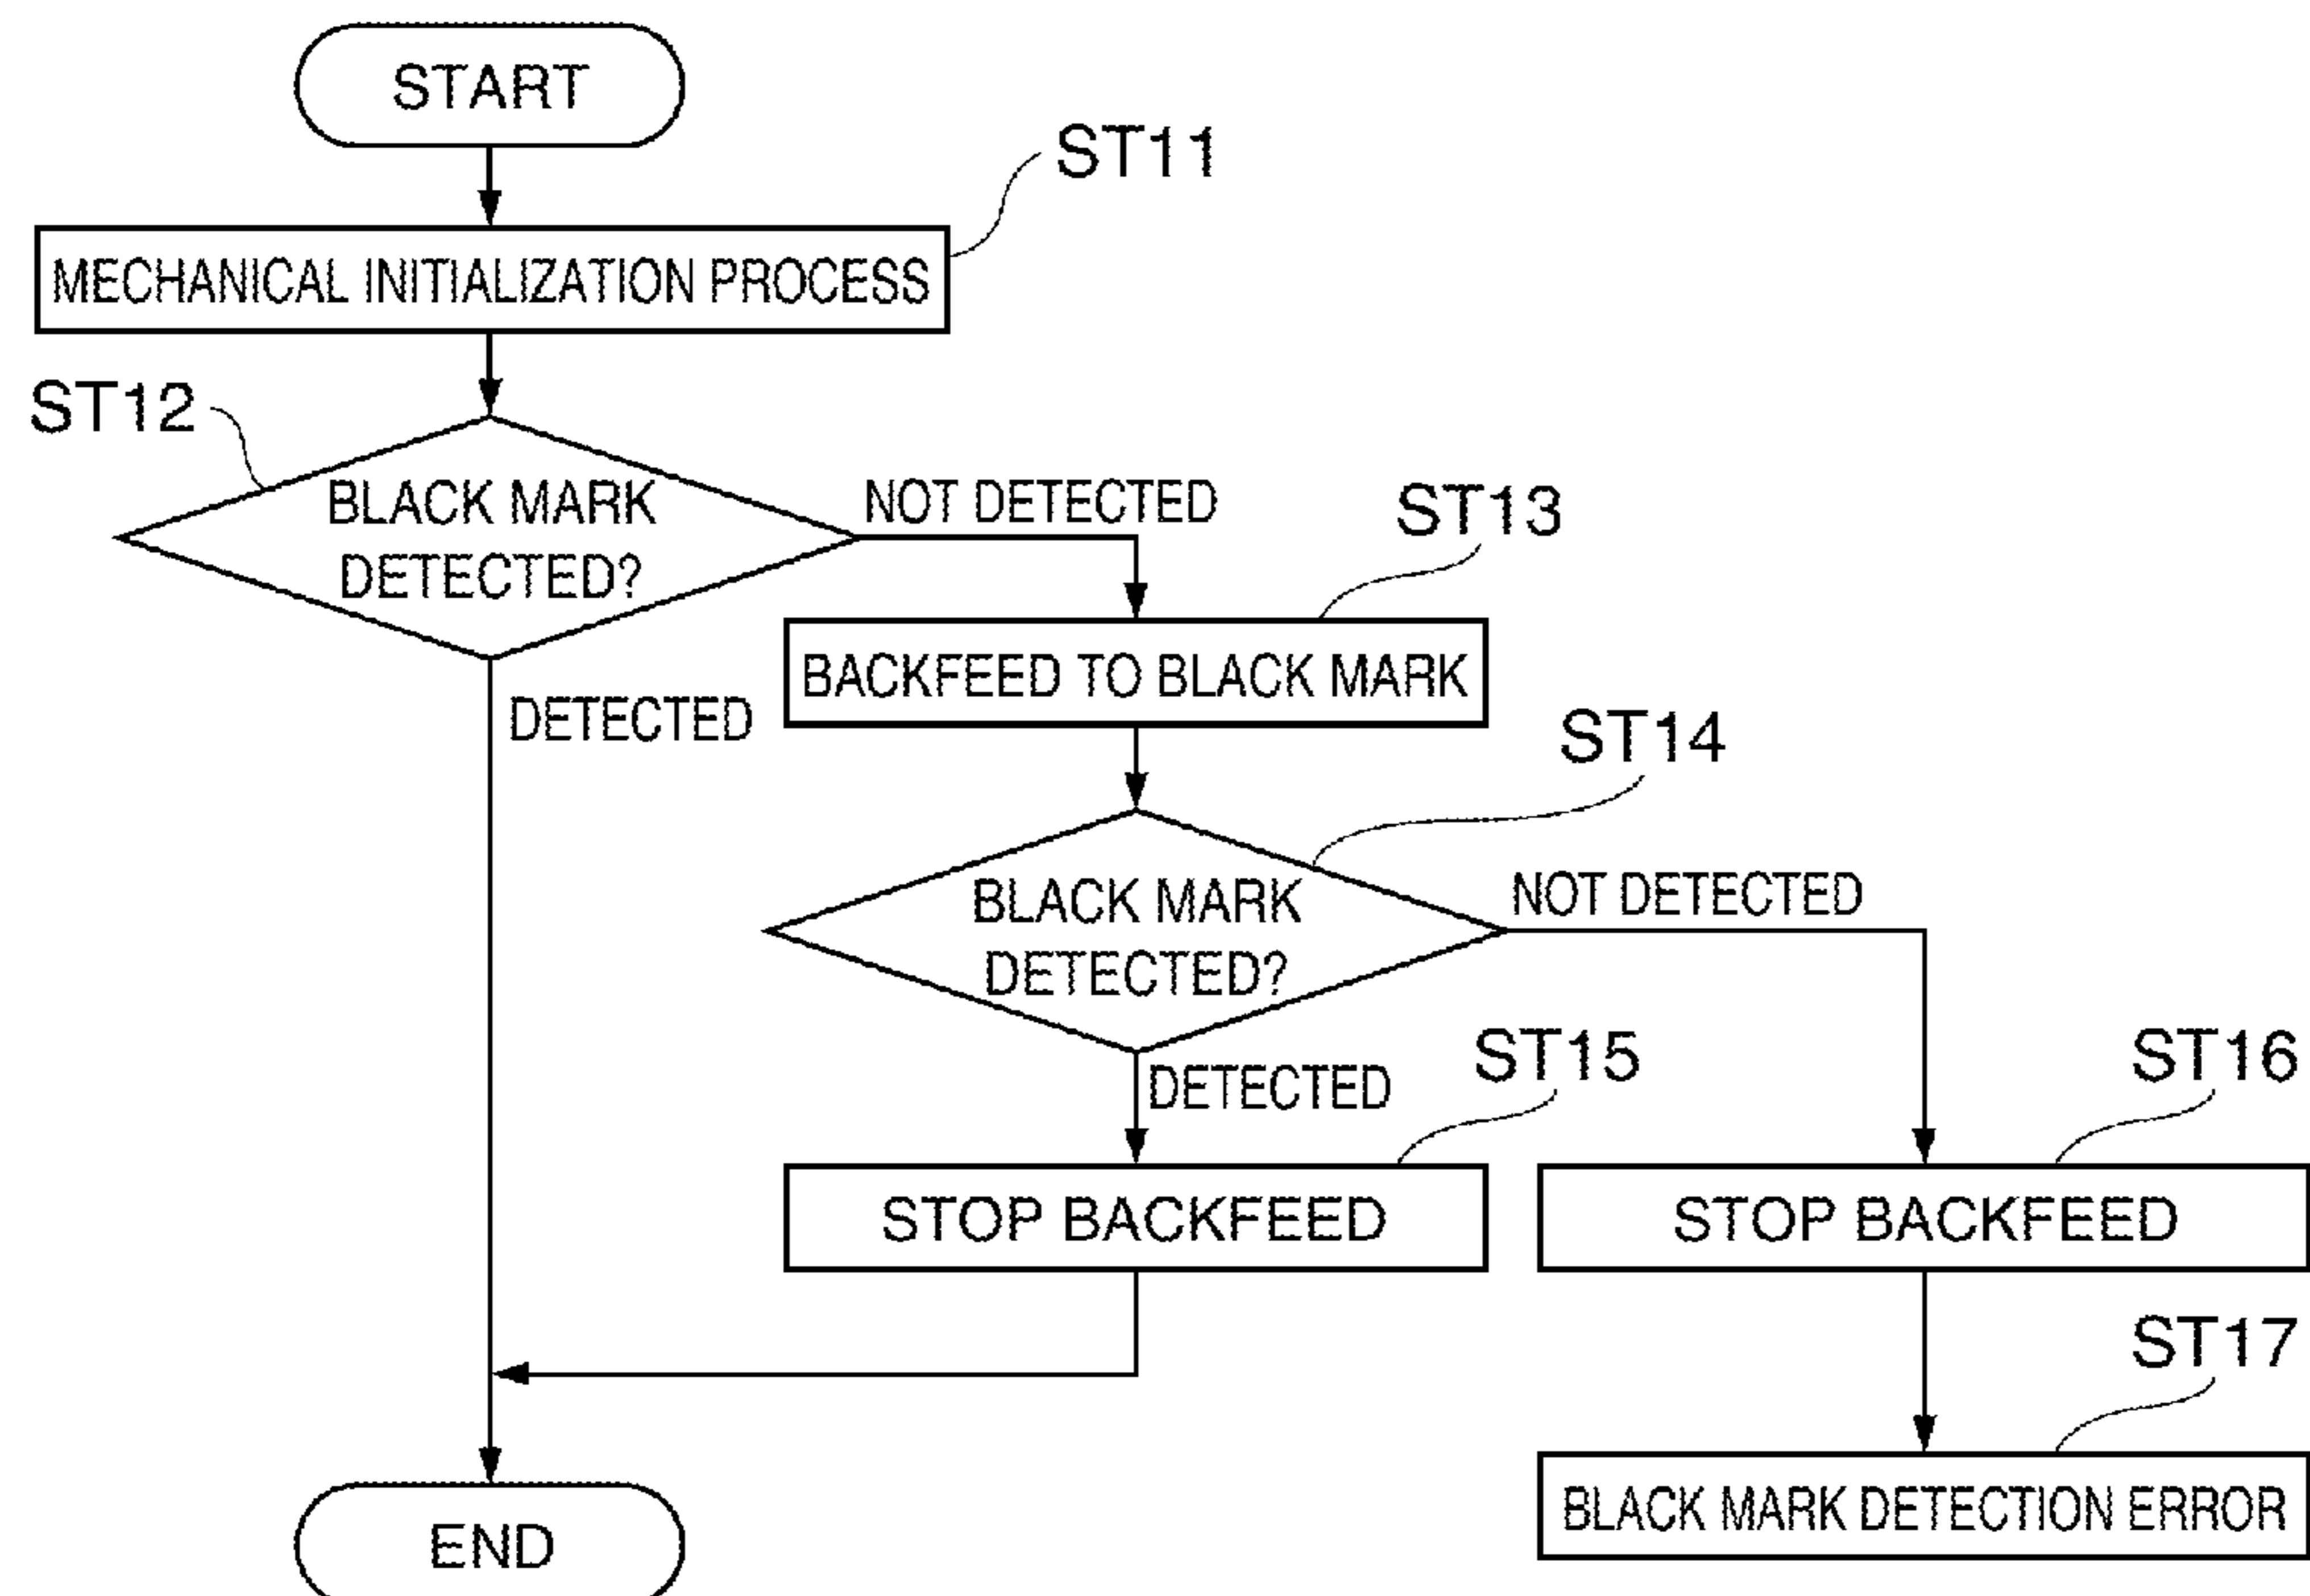 START
ST11
MECHANICAL INITIALIZATION PROCESS
ST12
BLACK MARK
DETECTED?
NOT DETECTED
ST13
DETECTED
BACKFEED TO BLACK MARK
ST14
BLACK MARK
DETECTED?
NOT DETECTED
DETECTED
ST15
ST16
STOP BACKFEED
STOP BACKFEED
ST17
BLACK MARK DETECTION ERROR
END